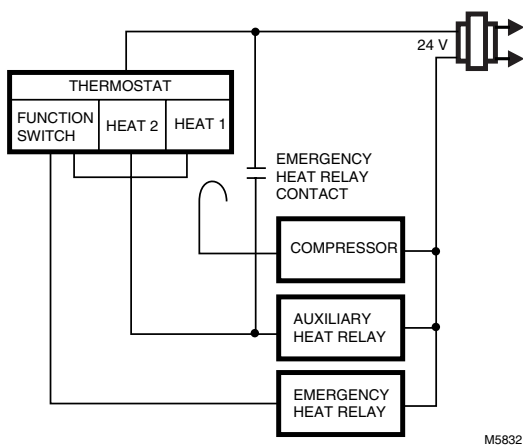 24 V
THERMOSTAT
FUNCTION
SWITCH
HEAT 2
HEAT 1
EMERGENCY
HEAT RELAY
CONTACT
COMPRESSOR
AUXILIARY
HEAT RELAY
EMERGENCY
HEAT RELAY
M5832